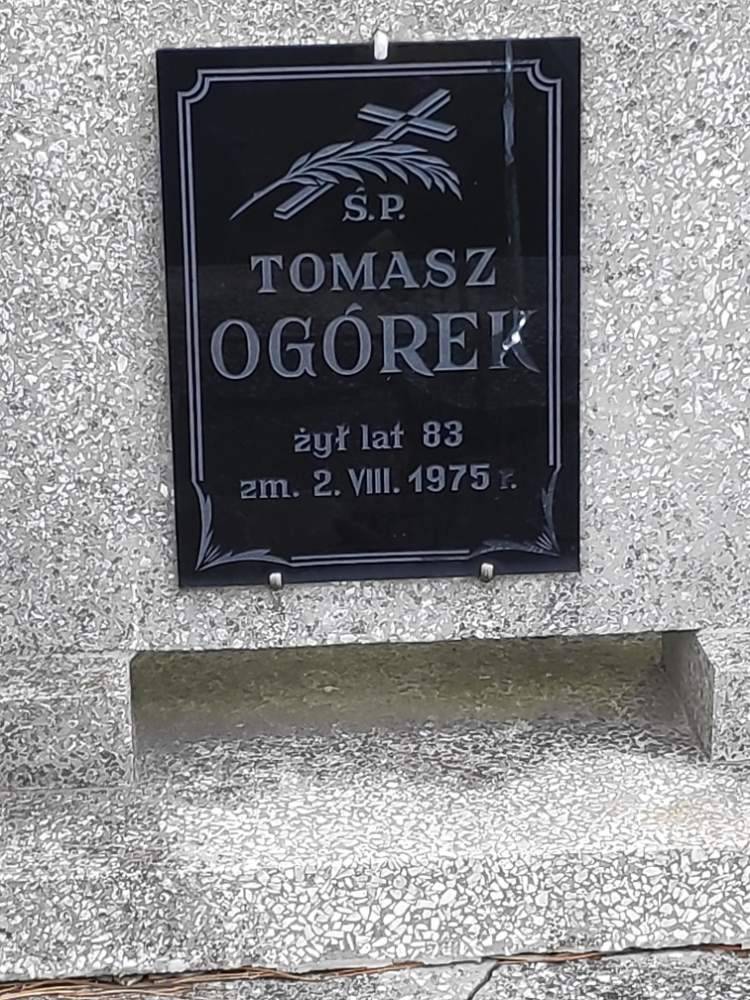 Ś.P.
TOMASZ
OGÓREK
żył lat 83
zm. 2. VIII. 1975 r.